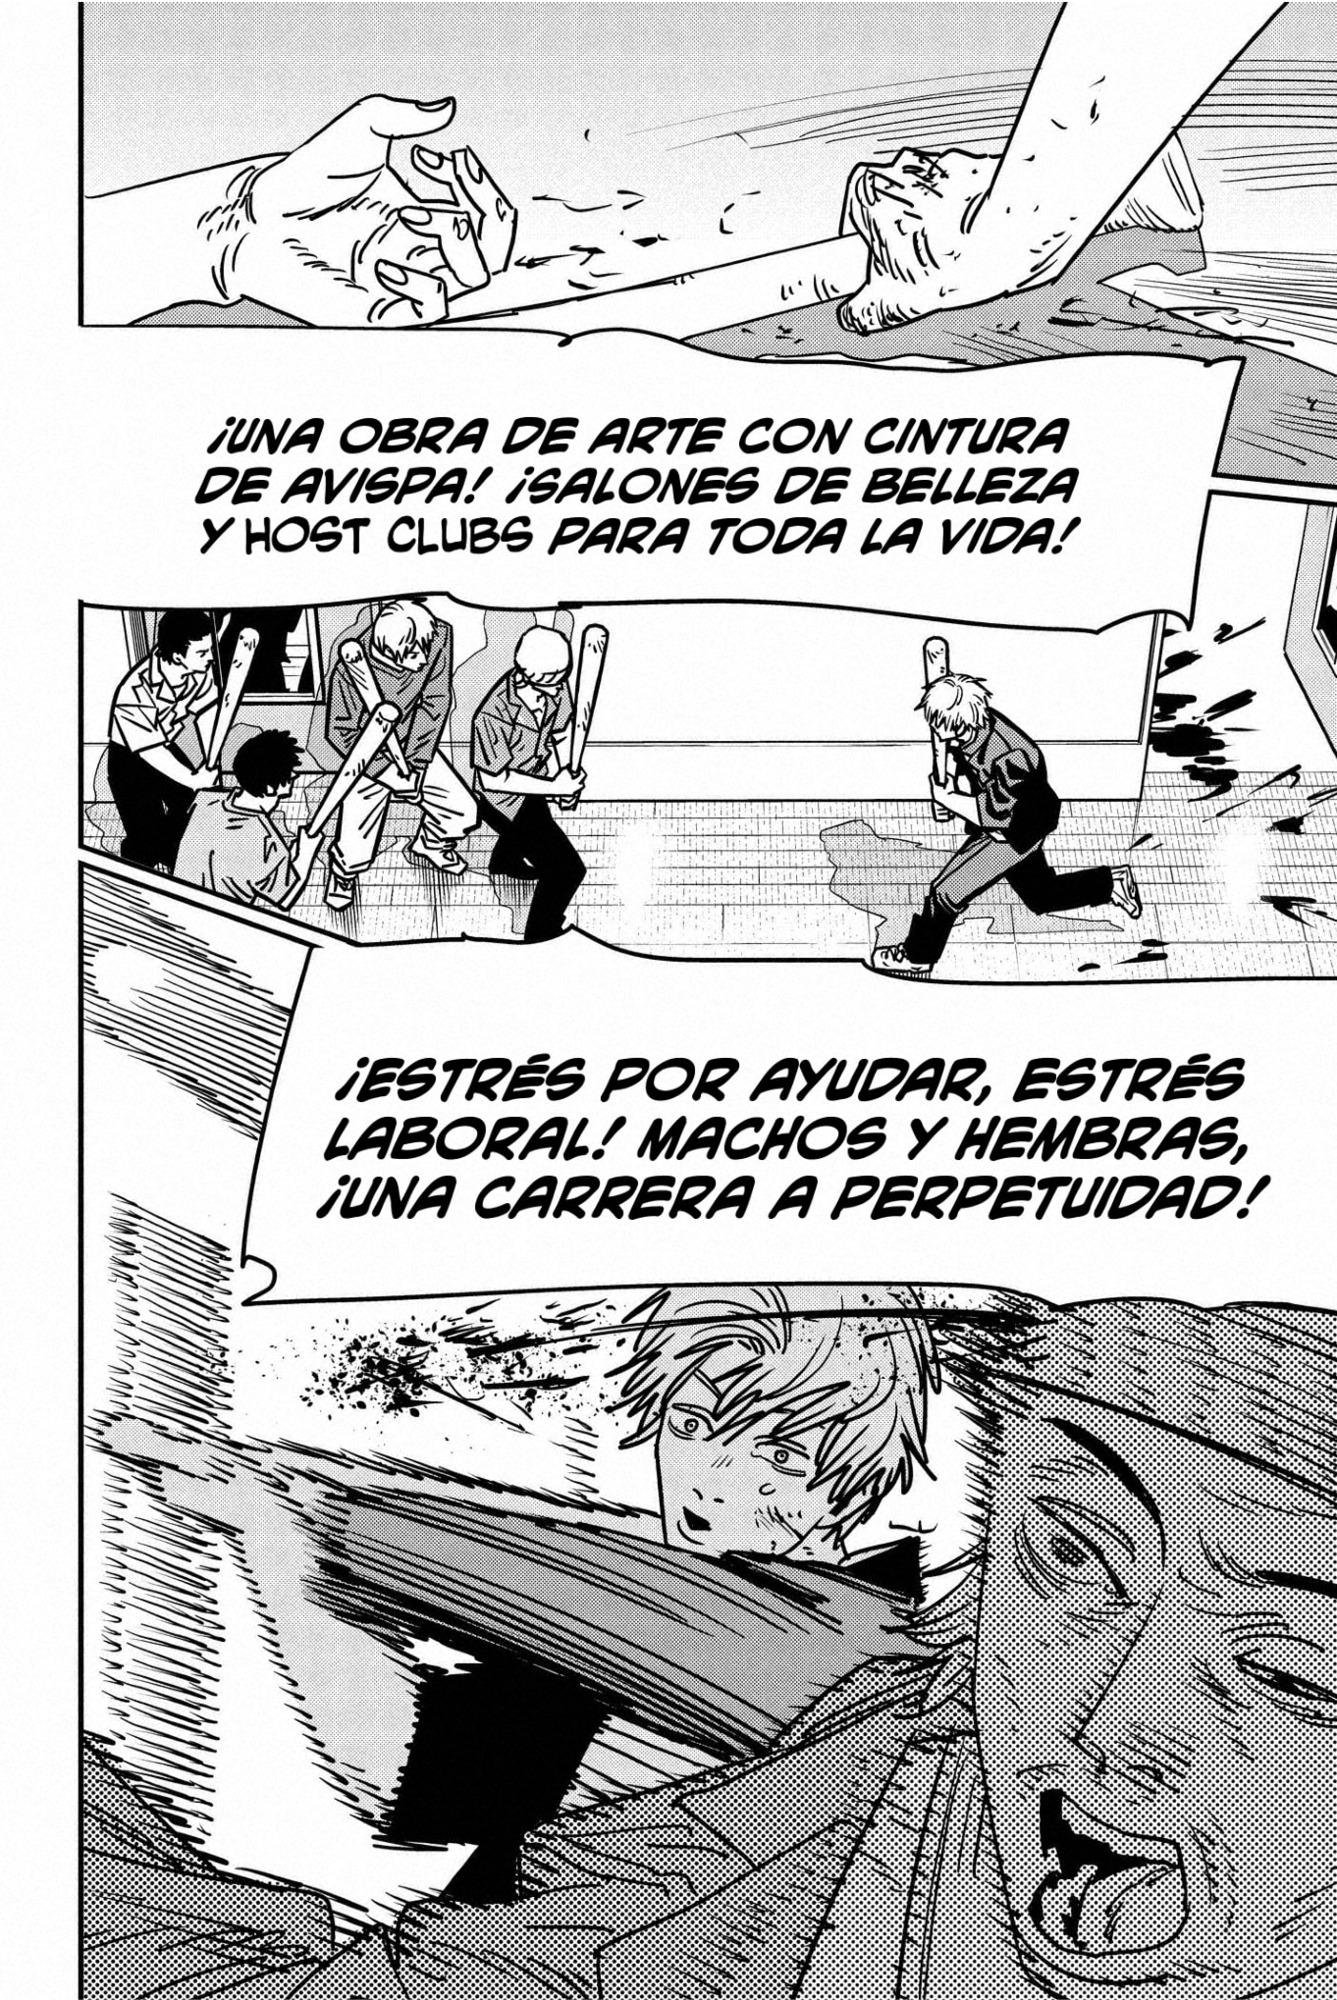 ¡UNA OBRA DE ARTE CON CINTURA
DE AVISPA! ¡SALONES DE BELLEZA
Y HOST CLUBS PARA TODA LA VIDA!
¡ESTRÉS POR AYUDAR, ESTRÉS
LABORAL! MACHOS Y HEMBRAS,
¡UNA CARRERA A PERPETUIDAD!